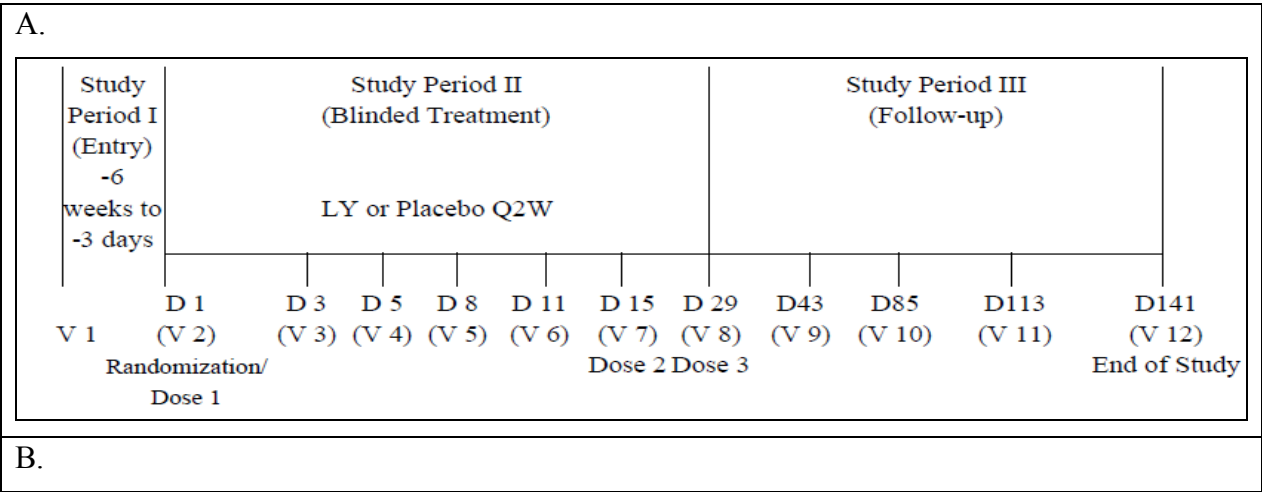 A.
Study Period I (Entry) -6 weeks to -3 days
Study Period II (Blinded Treatment)
Study Period III (Follow-up)
LY or Placebo Q2W
D 1 D 3 D 5 D 8 D 11 D 15 D 29 D43 D85 D113 D141
V 1 (V 2) (V 3) (V 4) (V 5) (V 6) (V 7) (V 8) (V 9) (V 10) (V 11) (V 12)
Randomization/ Dose 2 Dose 3 End of Study
Dose 1
B.